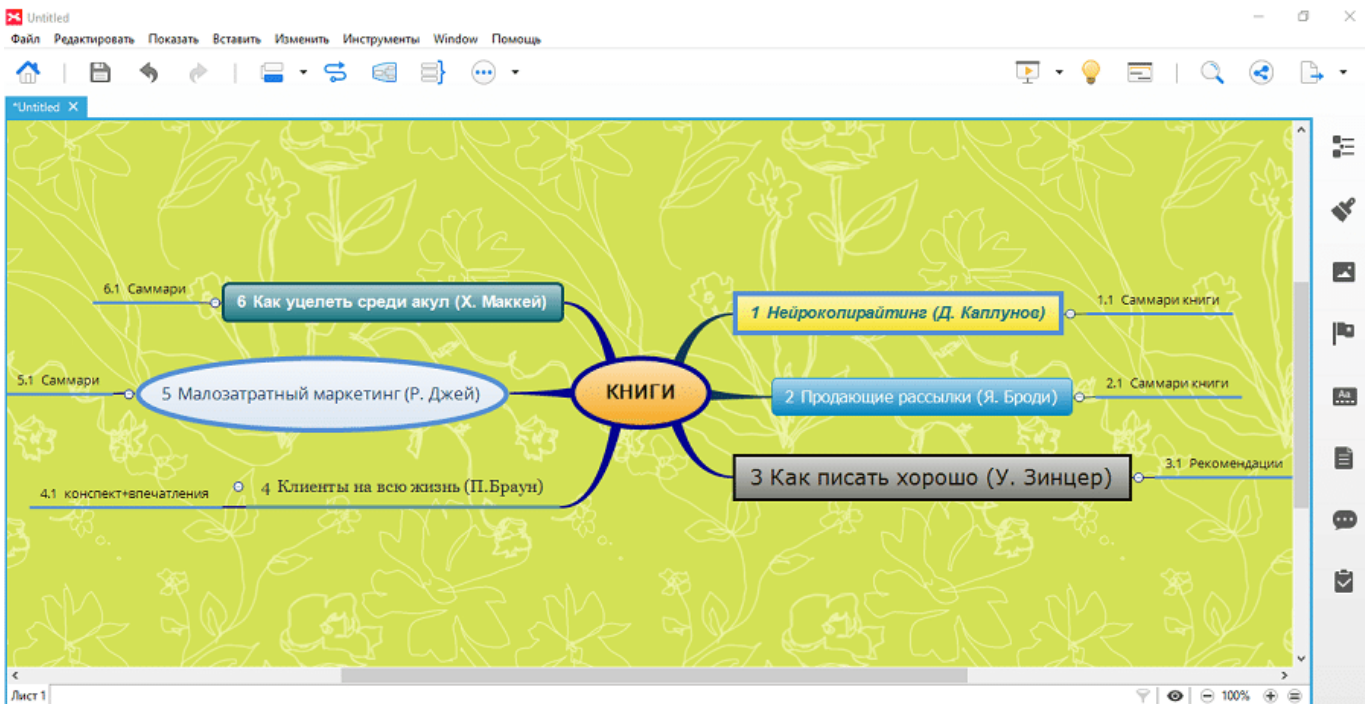 Untitled
Файл Редактировать Показать Вставить Изменить Инструменты Window Помощь
*Untitled
6.1 Саммари
6 Как уцелеть среди акул (Х. Маккей)
1 Нейрокопирайтинг (Д. Каплунов)
1.1 Саммари книги
5.1 Саммари
5 Малозатратный маркетинг (Р. Джей)
КНИГИ
2 Продающие рассылки (Я. Броди)
2.1 Саммари книги
4.1 конспект+впечатления
4 Клиенты на всю жизнь (П.Браун)
3 Как писать хорошо (У. Зинцер)
3.1 Рекомендации
Aa
Лист 1
100%